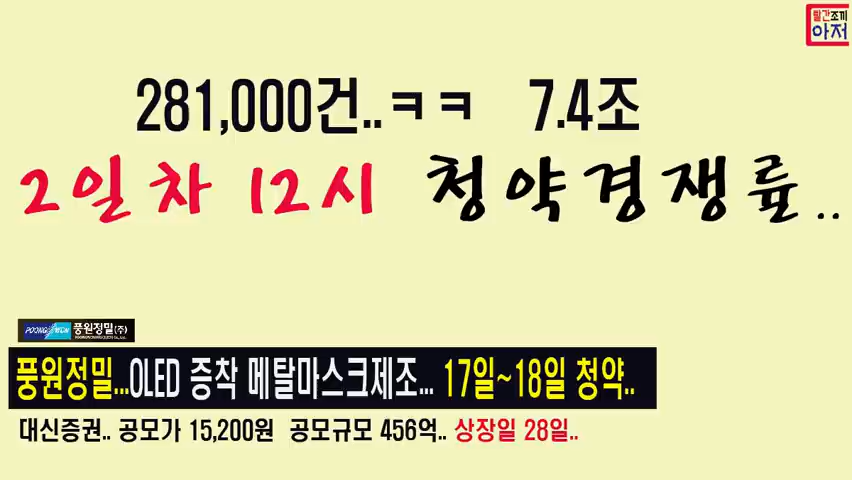 빨간조끼
아저
281,000건..ㅋㅋ 7.4조
2일차 12시 청약경쟁률..
POONGWON 풍원정밀(주)
풍원정밀...OLED 증착 메탈마스크제조... 17일~18일 청약..
대신증권.. 공모가 15,200원 공모규모 456억.. 상장일 28일..